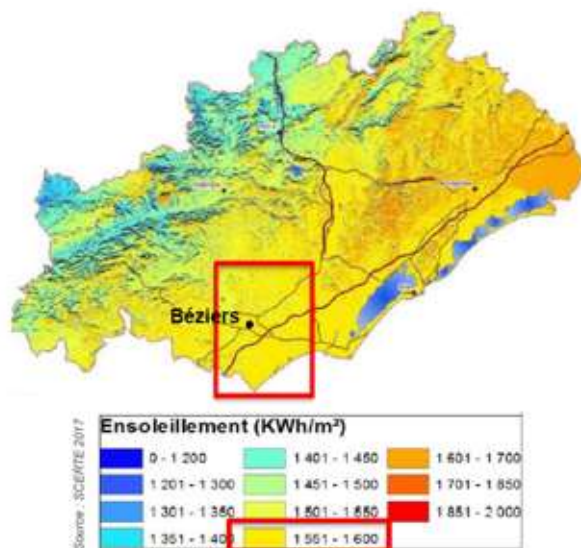 Béziers
Ensoleillement (KWh/m²)
0 - 1 200
1 201 - 1 300
1 301 - 1 350
1 351 - 1 400
1 401 - 1 450
1 451 - 1 500
1 501 - 1 550
1 551 - 1 600
1 601 - 1 700
1 701 - 1 850
1 851 - 2 000
Source : SCERTE 2017